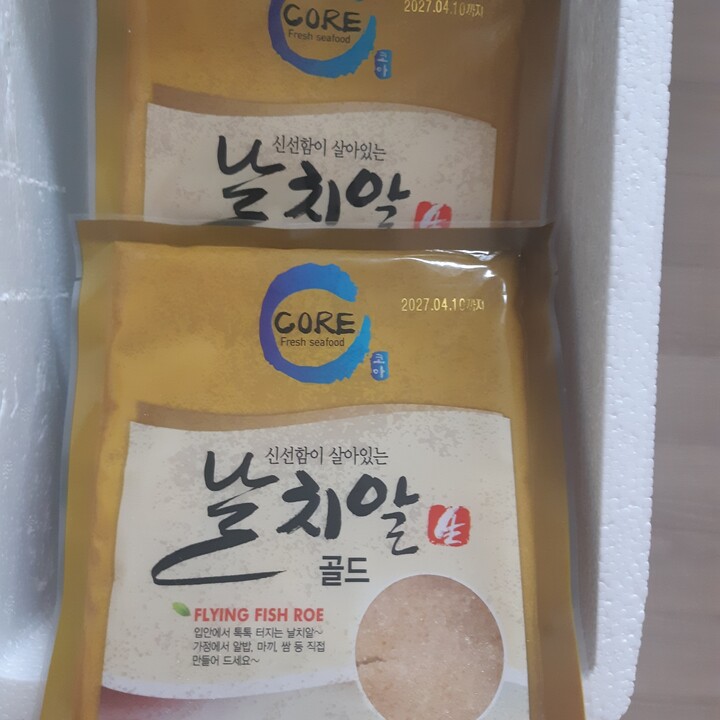 CORE
Fresh seafood
코아
2027.04.10까지
신선함이 살아있는
날치알
CORE
Fresh seafood
코아
2027.04.10까지
신선함이 살아있는
날치알
골드
FLYING FISH ROE
입안에서 톡톡 터지는 날치알~
가정에서 알밥, 마끼, 쌈 등 직접
만들어 드세요~